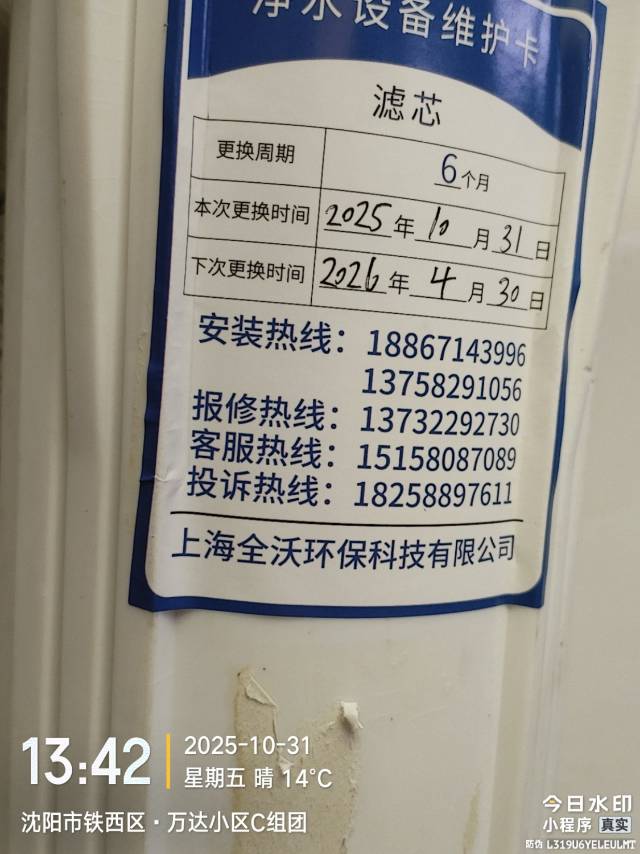 净水设备维护卡
滤芯
更换周期 6个月
本次更换时间 2025年10月31日
下次更换时间 2026年4月30日
安装热线：18867143996
13758291056
报修热线：13732292730
客服热线：15158087089
投诉热线：18258897611
上海全沃环保科技有限公司
13:42
2025-10-31
星期五 晴 14°C
沈阳市铁西区·万达小区C组团
今日水印
小程序 真实
防伪 L319U6YELEULMT